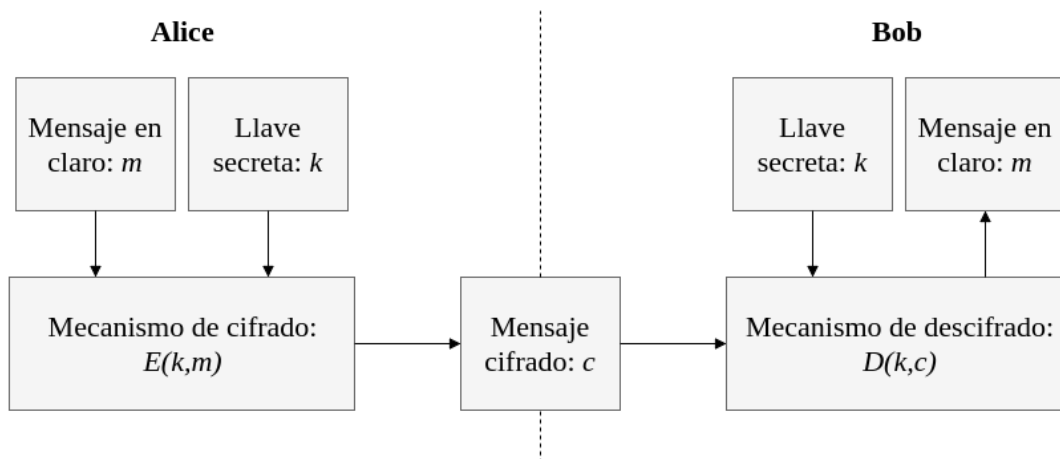 Alice
Bob
Mensaje en
claro: m
Llave
secreta: k
Llave
secreta: k
Mensaje en
claro: m
Mecanismo de cifrado:
E(k,m)
Mensaje
cifrado: c
Mecanismo de descifrado:
D(k,c)